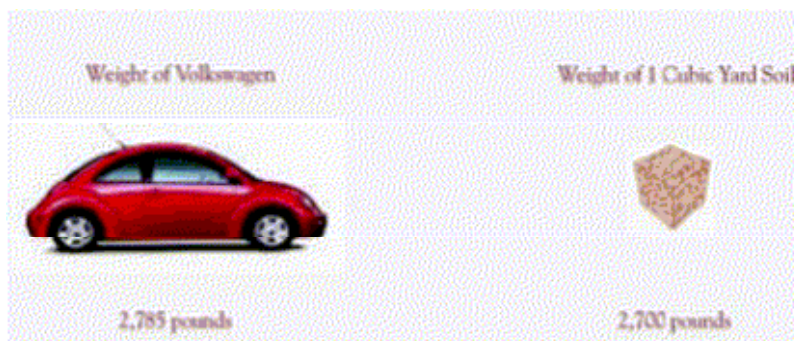 Weight of Volkswagen
Weight of 1 Cubic Yard Soil
2,785 pounds
2,700 pounds